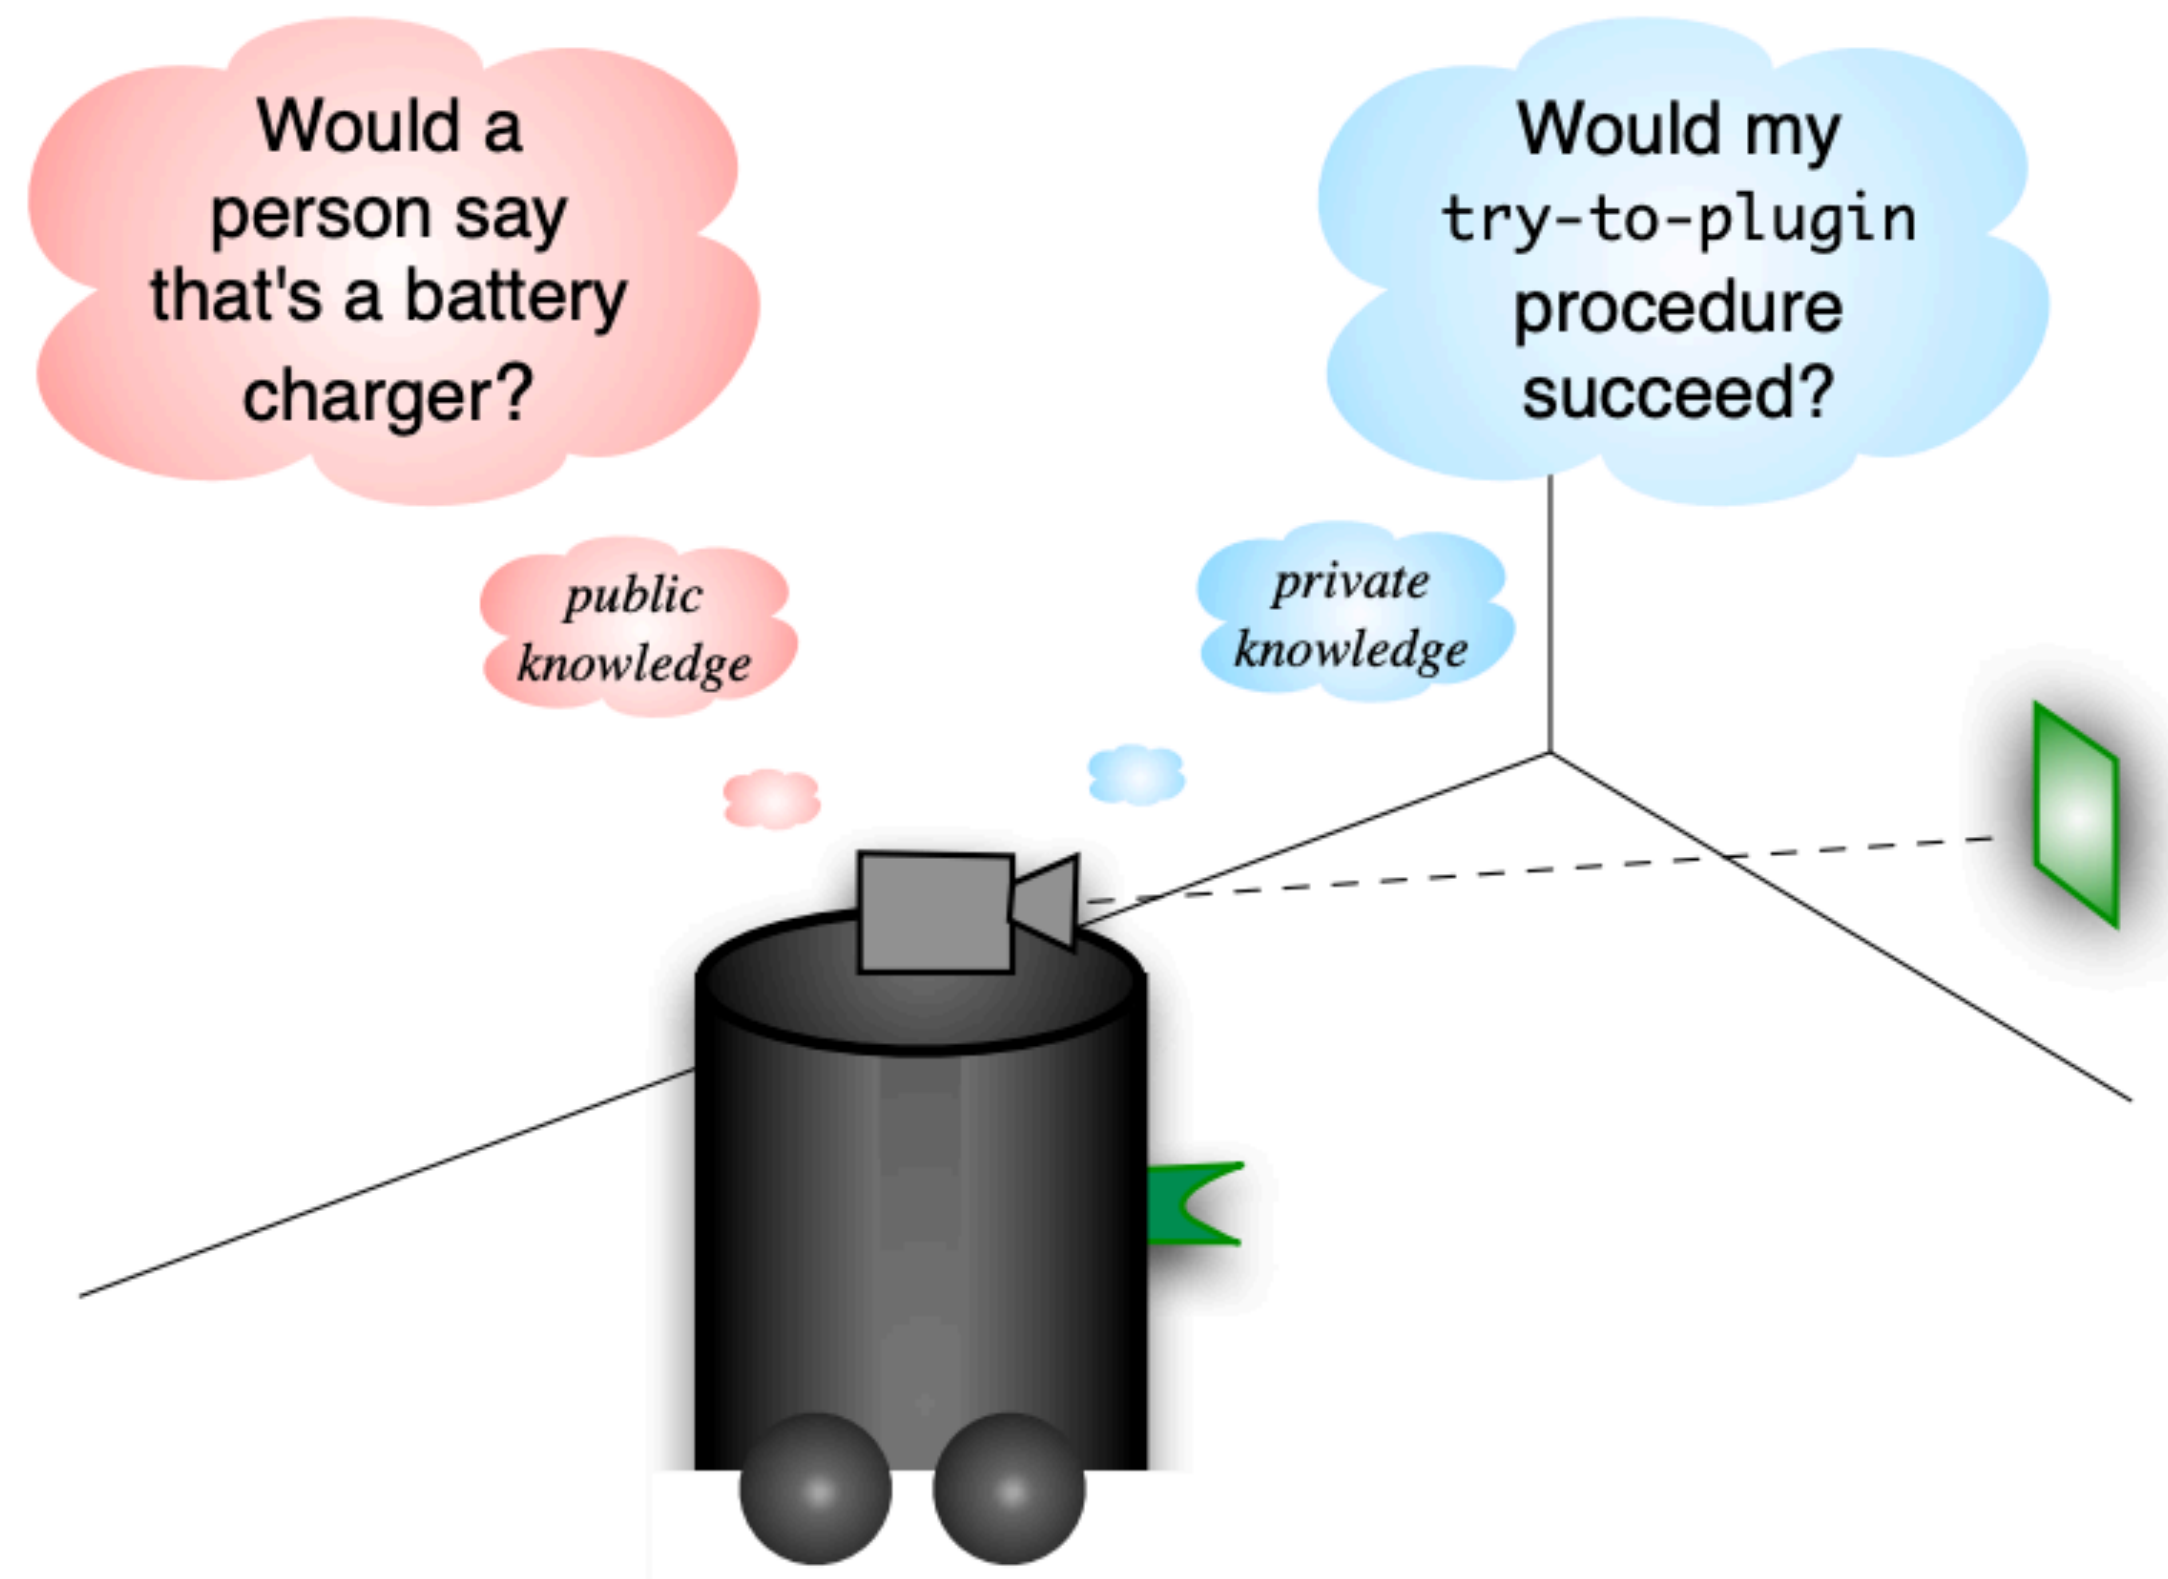 Would a
person say
that's a battery
charger?
Would my
try-to-plugin
procedure
succeed?
public
knowledge
private
knowledge